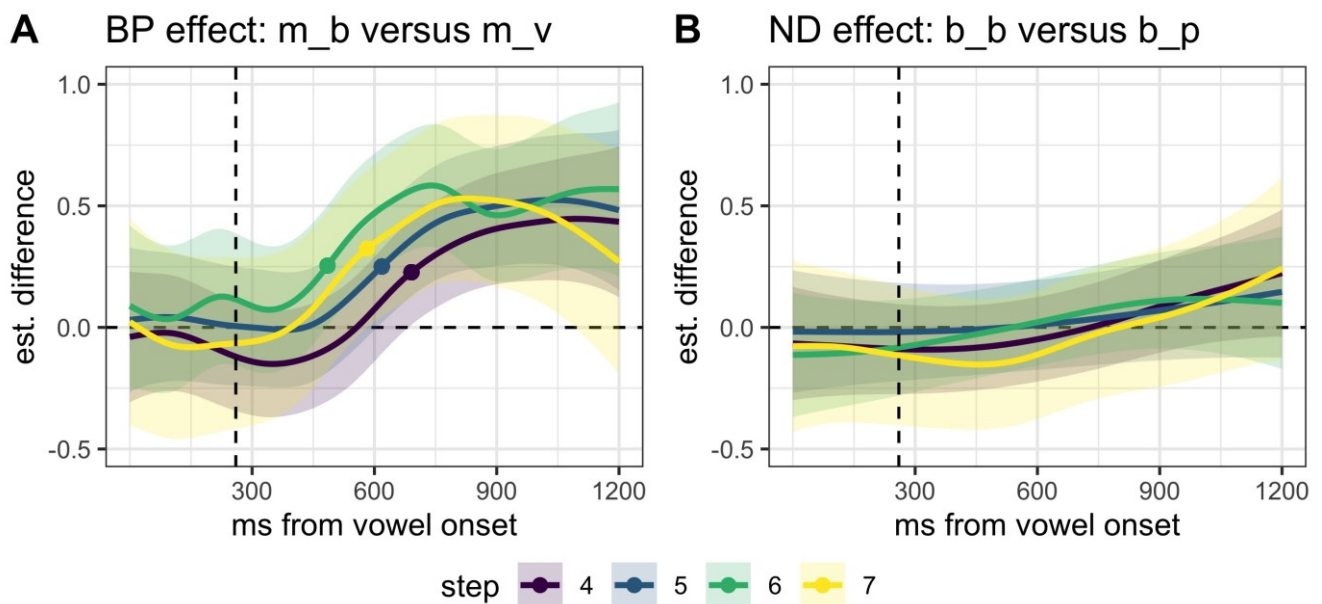 A BP effect: m_b versus m_v
1.0
0.5
0.0
-0.5
est. difference
300 600 900 1200
ms from vowel onset
B ND effect: b_b versus b_p
1.0
0.5
0.0
-0.5
est. difference
300 600 900 1200
ms from vowel onset
step 4 5 6 7